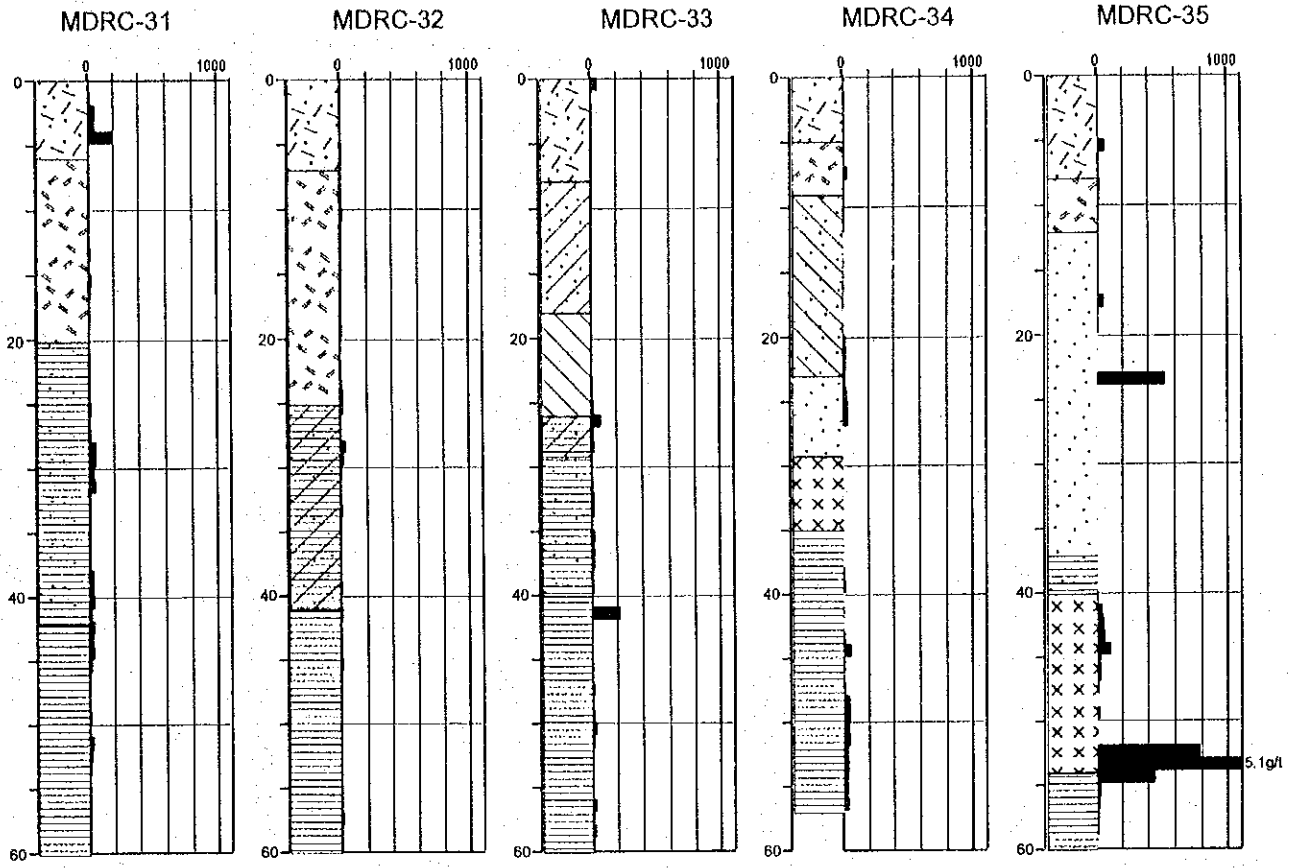 MDRC-31 MDRC-32 MDRC-33 MDRC-34 MDRC-35
0 1000 0 1000 0 1000 0 1000 0 1000
0 0 0 0 0
20 20 20 20 20
40 40 40 40 40
5.1g/t
60 60 60 60 60